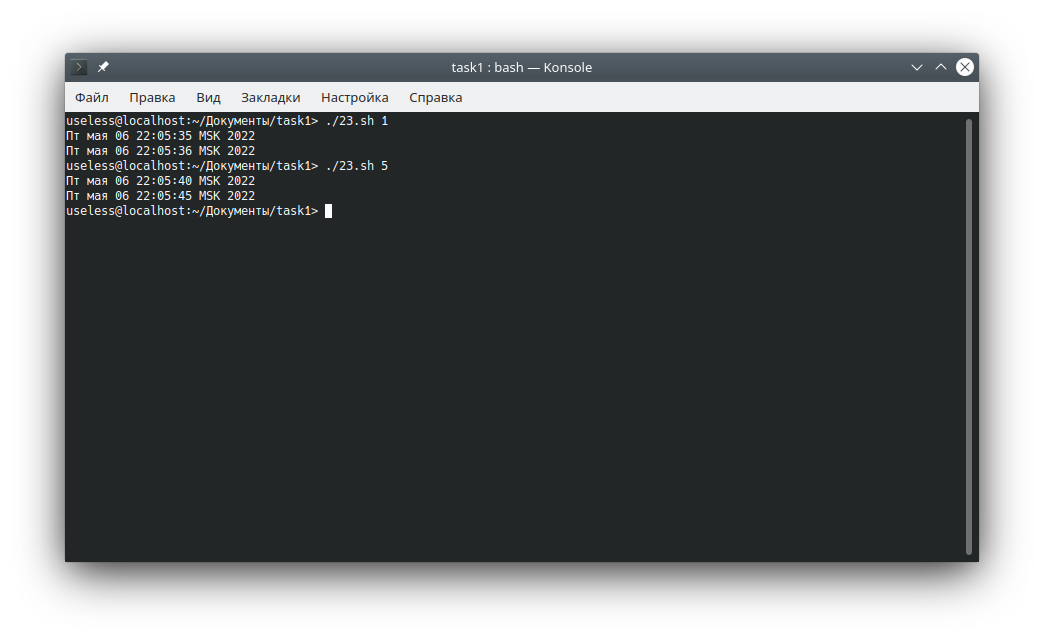 task1 : bash — Konsole
Файл Правка Вид Закладки Настройка Справка
useless@localhost:~/Документы/task1> ./23.sh 1
Пт мая 06 22:05:35 MSK 2022
Пт мая 06 22:05:36 MSK 2022
useless@localhost:~/Документы/task1> ./23.sh 5
Пт мая 06 22:05:40 MSK 2022
Пт мая 06 22:05:45 MSK 2022
useless@localhost:~/Документы/task1>